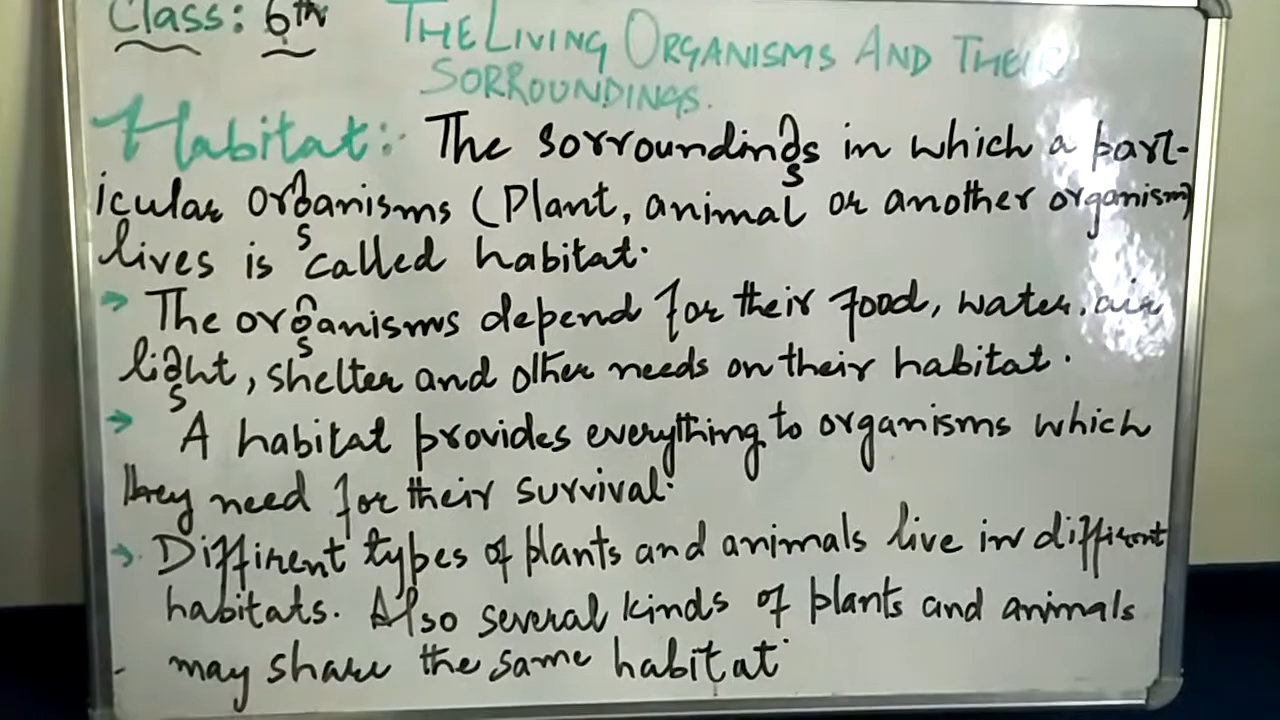 Class: 6th
THE LIVING ORGANISMS AND THEIR
SORROUNDINGS.
Habitat:- The sorroundings in which a part-
icular organisms (Plant, animal or another organism)
lives is called habitat.
→ The organisms depend for their food, water, air
light, shelter and other needs on their habitat.
→ A habitat provides everything to organisms which
they need for their survival.
→ Diffirent types of plants and animals live in diffirent
habitats. Also several kinds of plants and animals
may share the same habitat